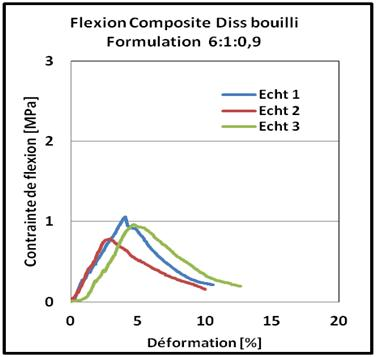 Flexion Composite Diss bouilli
Formulation 6:1:0,9
Contrainte de flexion [MPa]
3
2
1
0
Echt 1
Echt 2
Echt 3
0 5 10 15 20
Déformation [%]